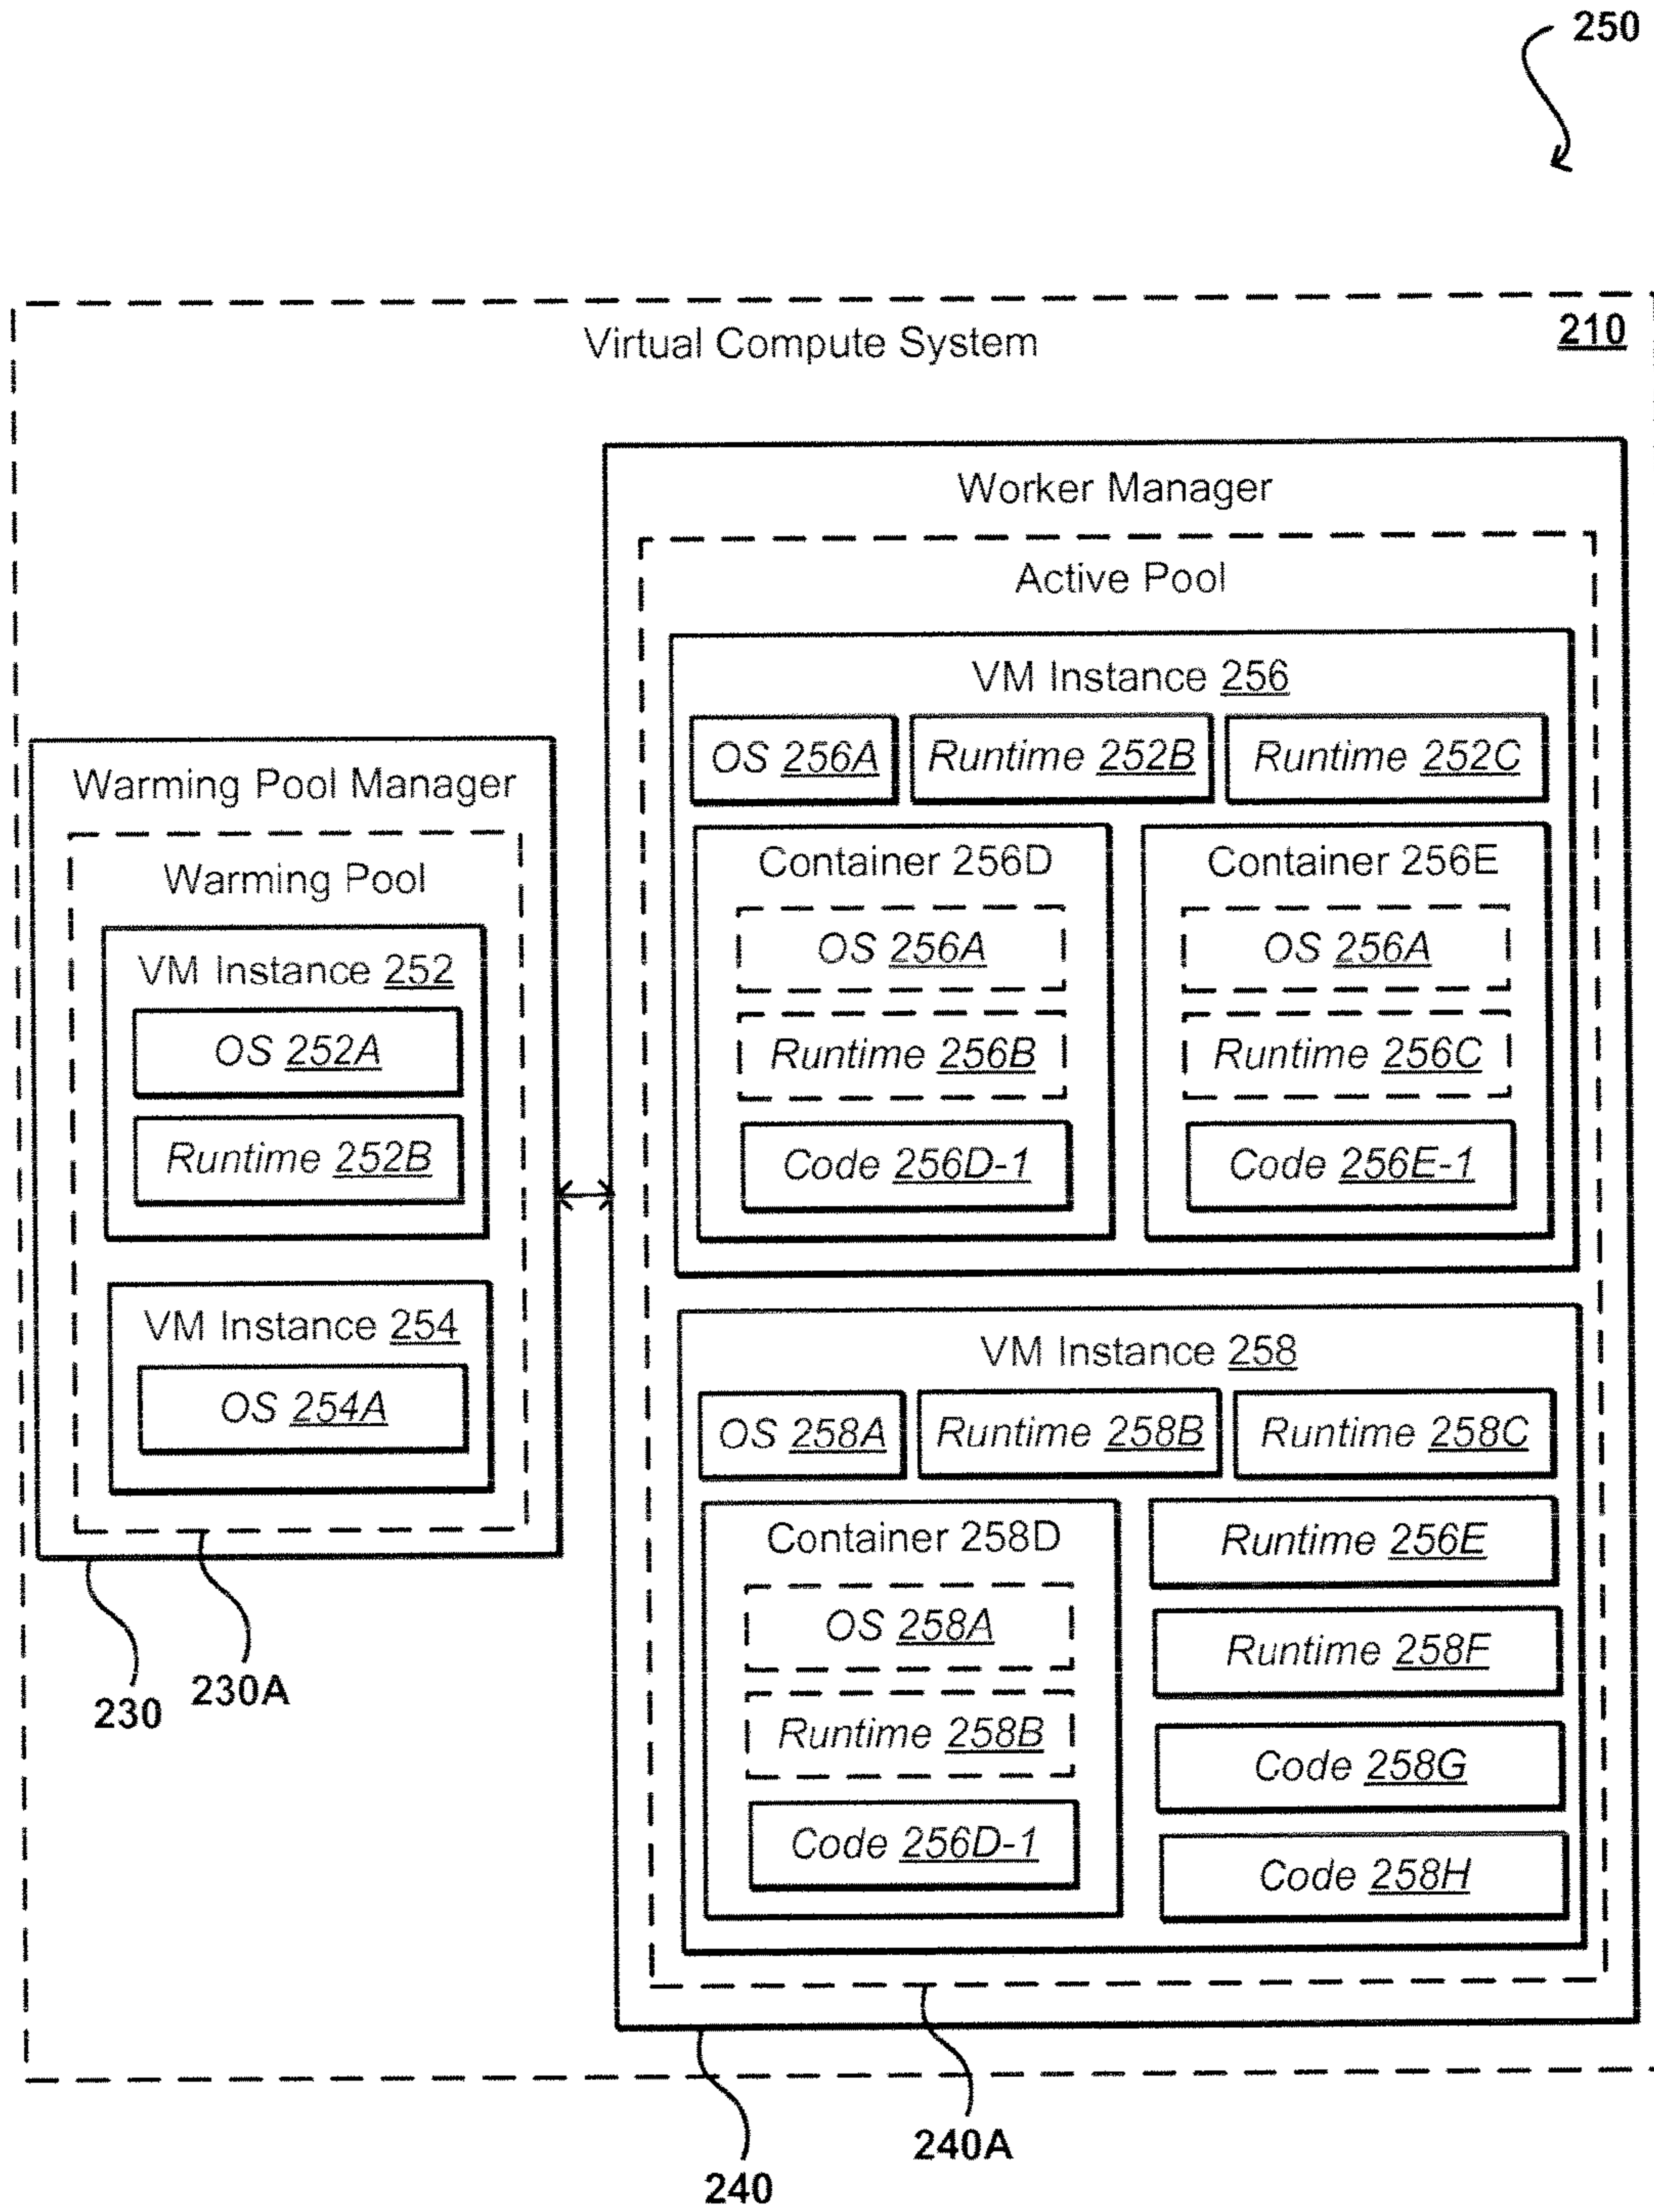 250
Virtual Compute System
210
Warming Pool Manager
Warming Pool
VM Instance 252
OS 252A
Runtime 252B
VM Instance 254
OS 254A
230
230A
Worker Manager
Active Pool
VM Instance 256
OS 256A
Runtime 252B
Runtime 252C
Container 256D
OS 256A
Runtime 256B
Code 256D-1
Container 256E
OS 256A
Runtime 256C
Code 256E-1
VM Instance 258
OS 258A
Runtime 258B
Runtime 258C
Container 258D
OS 258A
Runtime 258B
Code 256D-1
Runtime 256E
Runtime 258F
Code 258G
Code 258H
240
240A